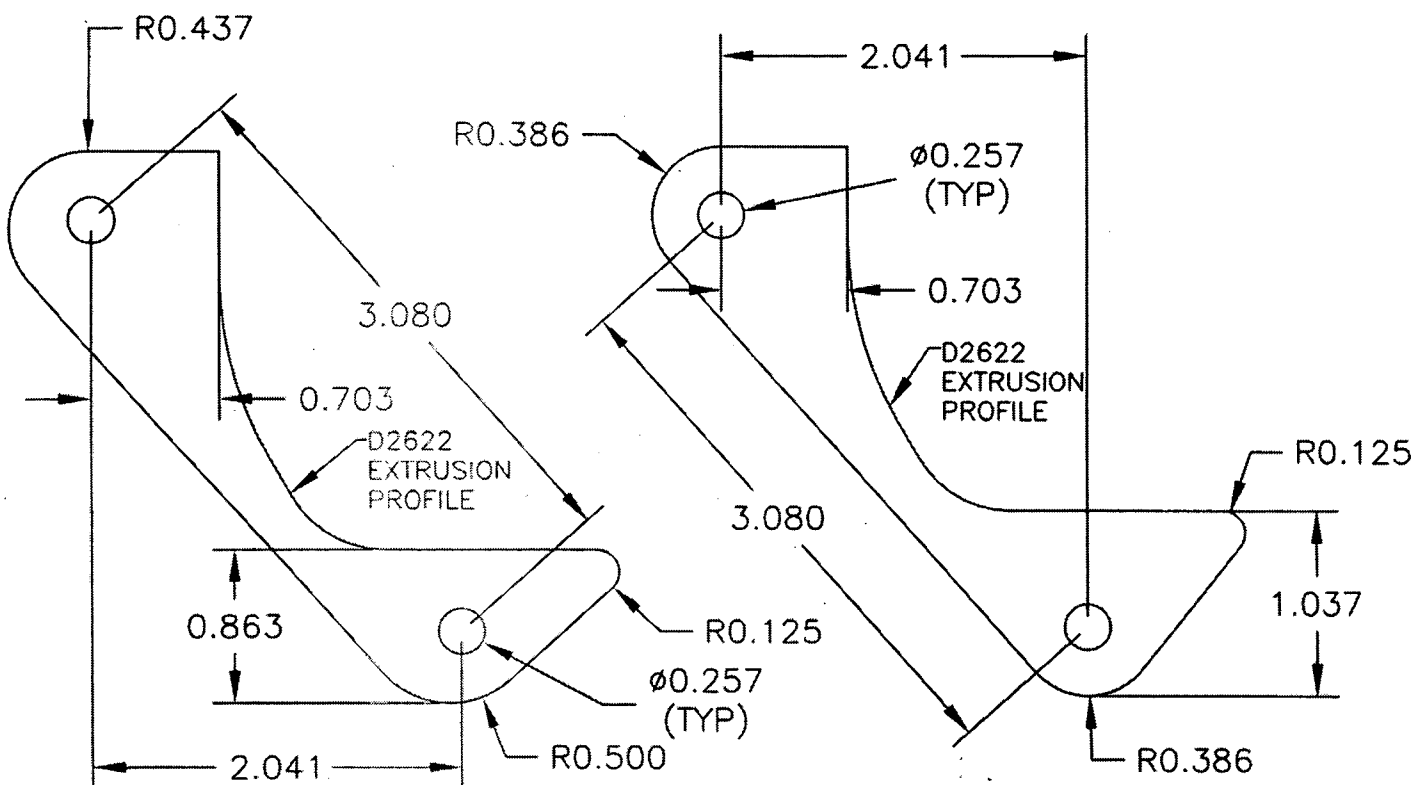 R0.437
3.080
0.703
D2622
EXTRUSION
PROFILE
0.863
R0.125
ø0.257
(TYP)
R0.500
2.041
2.041
R0.386
ø0.257
(TYP)
0.703
D2622
EXTRUSION
PROFILE
R0.125
3.080
1.037
R0.386